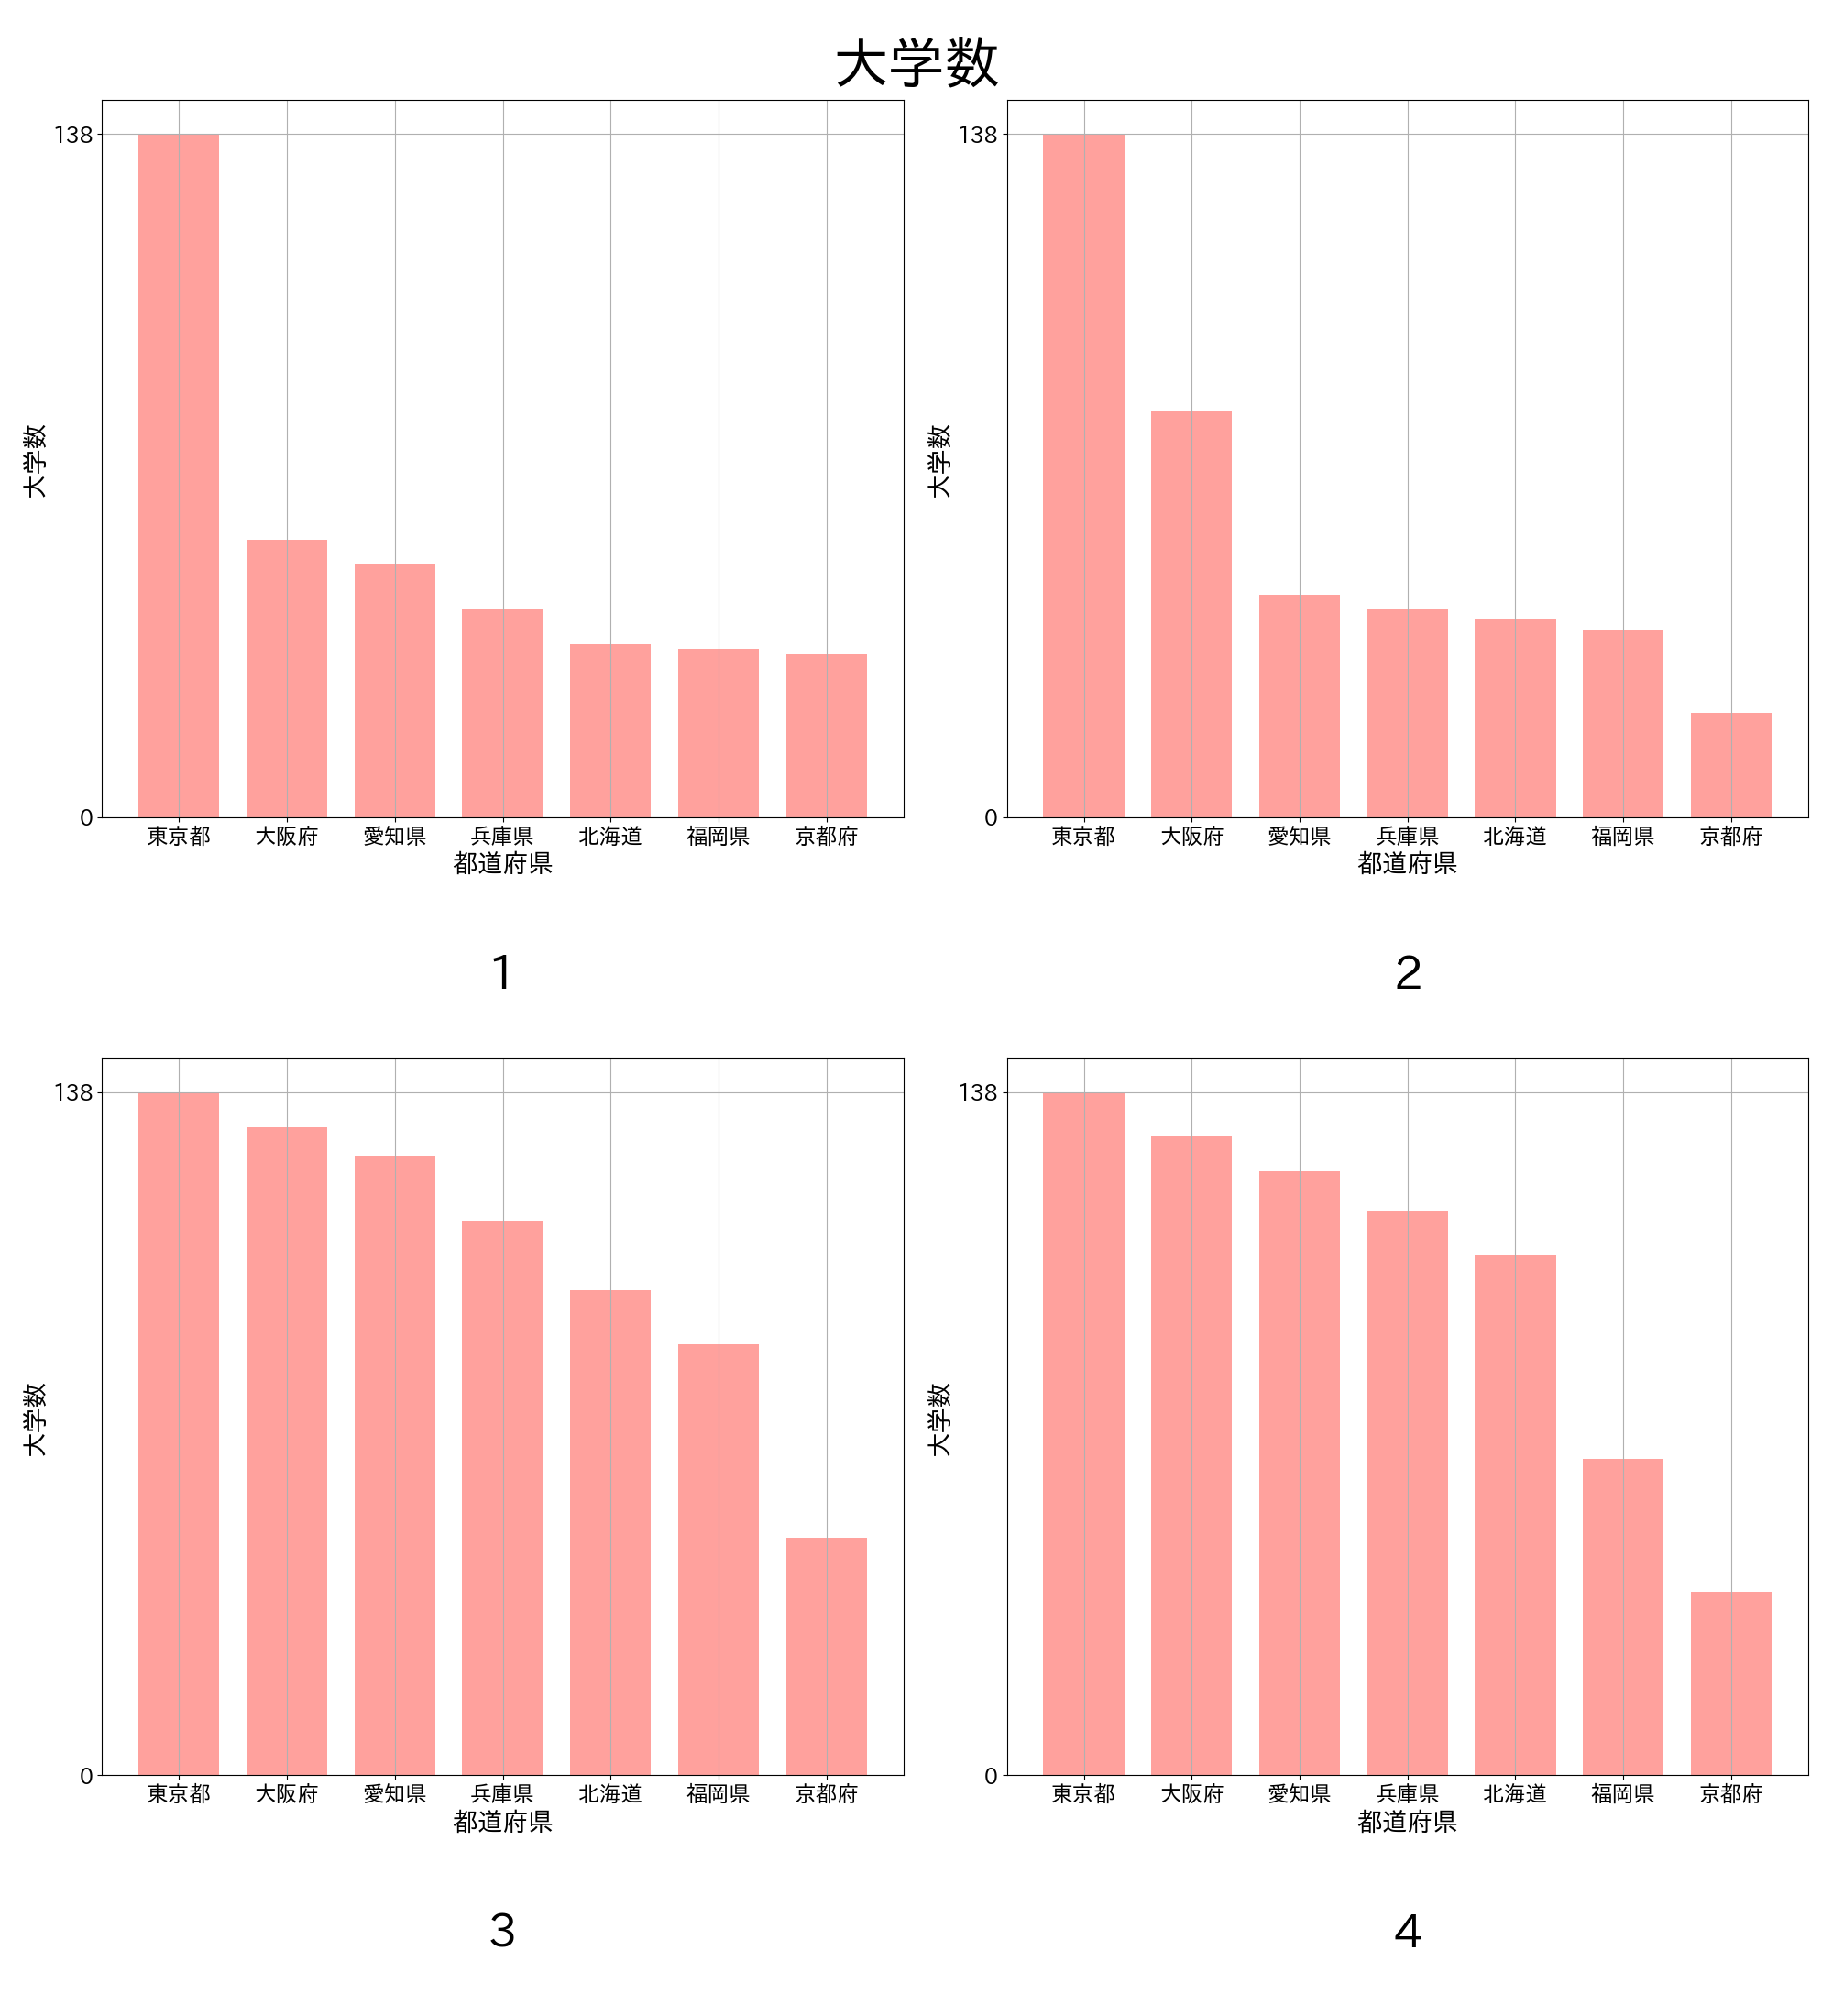 大学数
138
0
大学数
東京都 大阪府 愛知県 兵庫県 北海道 福岡県 京都府
都道府県
1
138
0
大学数
東京都 大阪府 愛知県 兵庫県 北海道 福岡県 京都府
都道府県
2
138
0
大学数
東京都 大阪府 愛知県 兵庫県 北海道 福岡県 京都府
都道府県
3
138
0
大学数
東京都 大阪府 愛知県 兵庫県 北海道 福岡県 京都府
都道府県
4